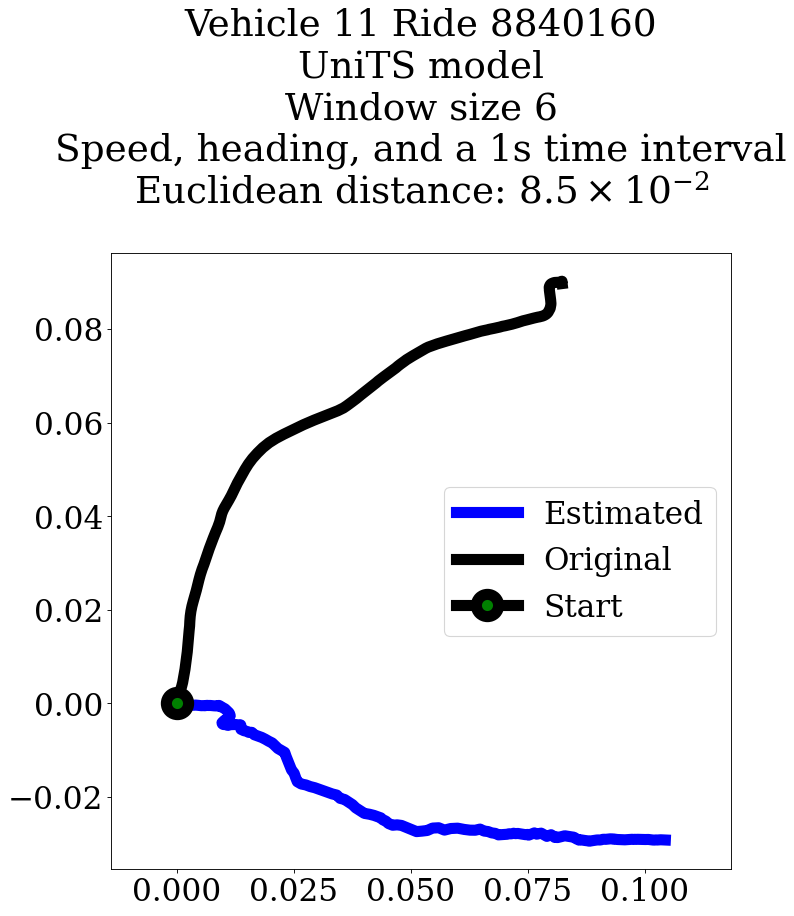 Vehicle 11 Ride 8840160
UniTS model
Window size 6
Speed, heading, and a 1s time interval
Euclidean distance: 8.5 × 10⁻²
0.08
0.06
0.04
0.02
0.00
−0.02
Estimated
Original
Start
0.000 0.025 0.050 0.075 0.100